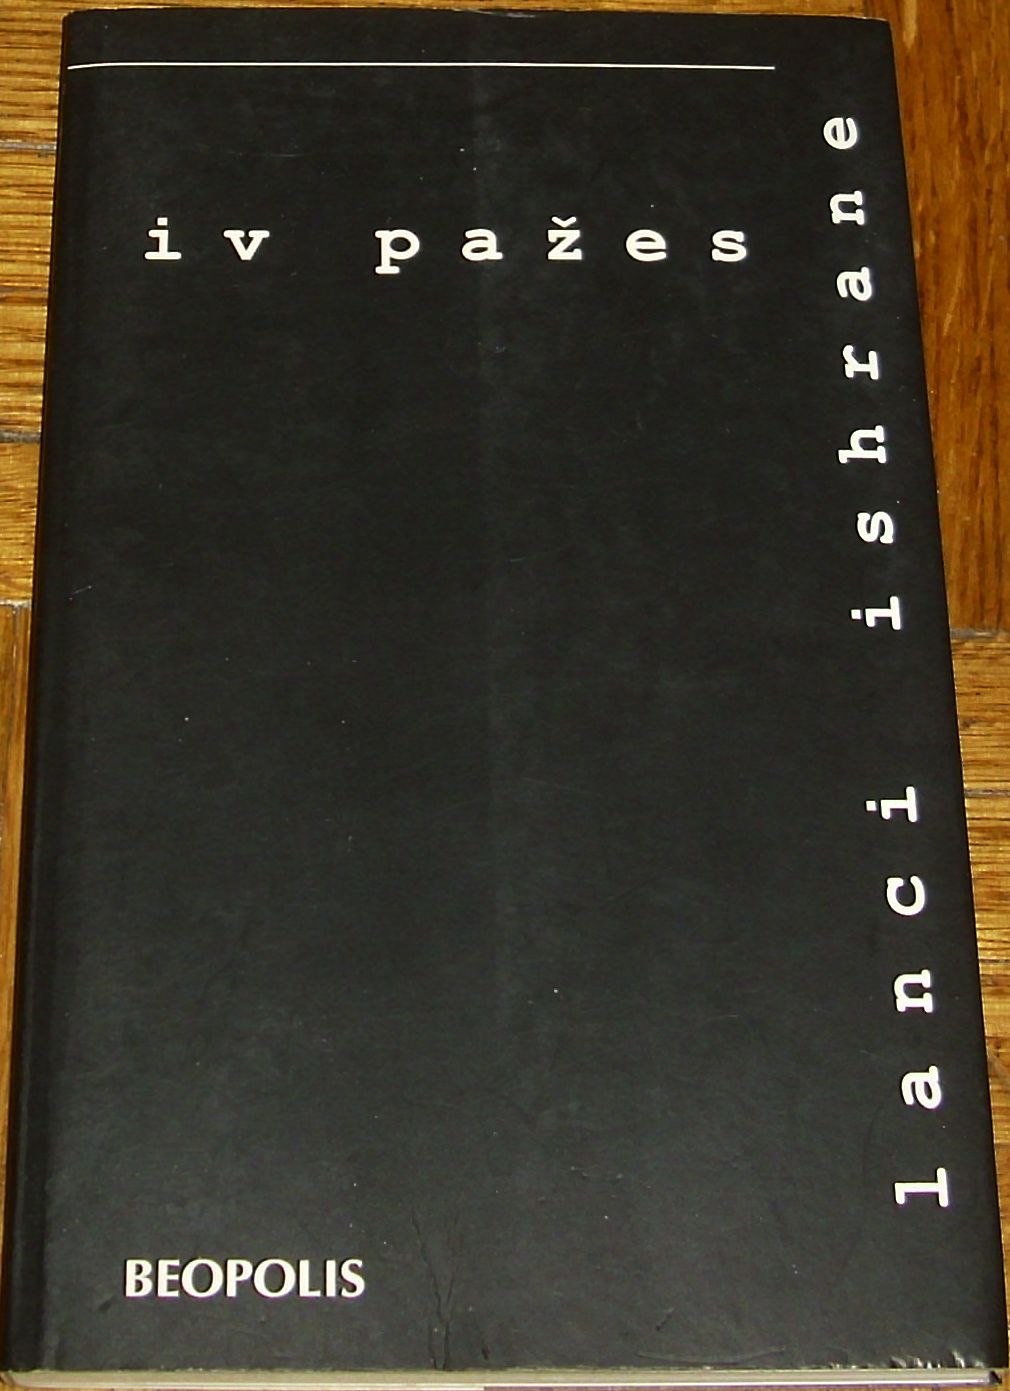 iv pažes
lanci ishrane
BEOPOLIS